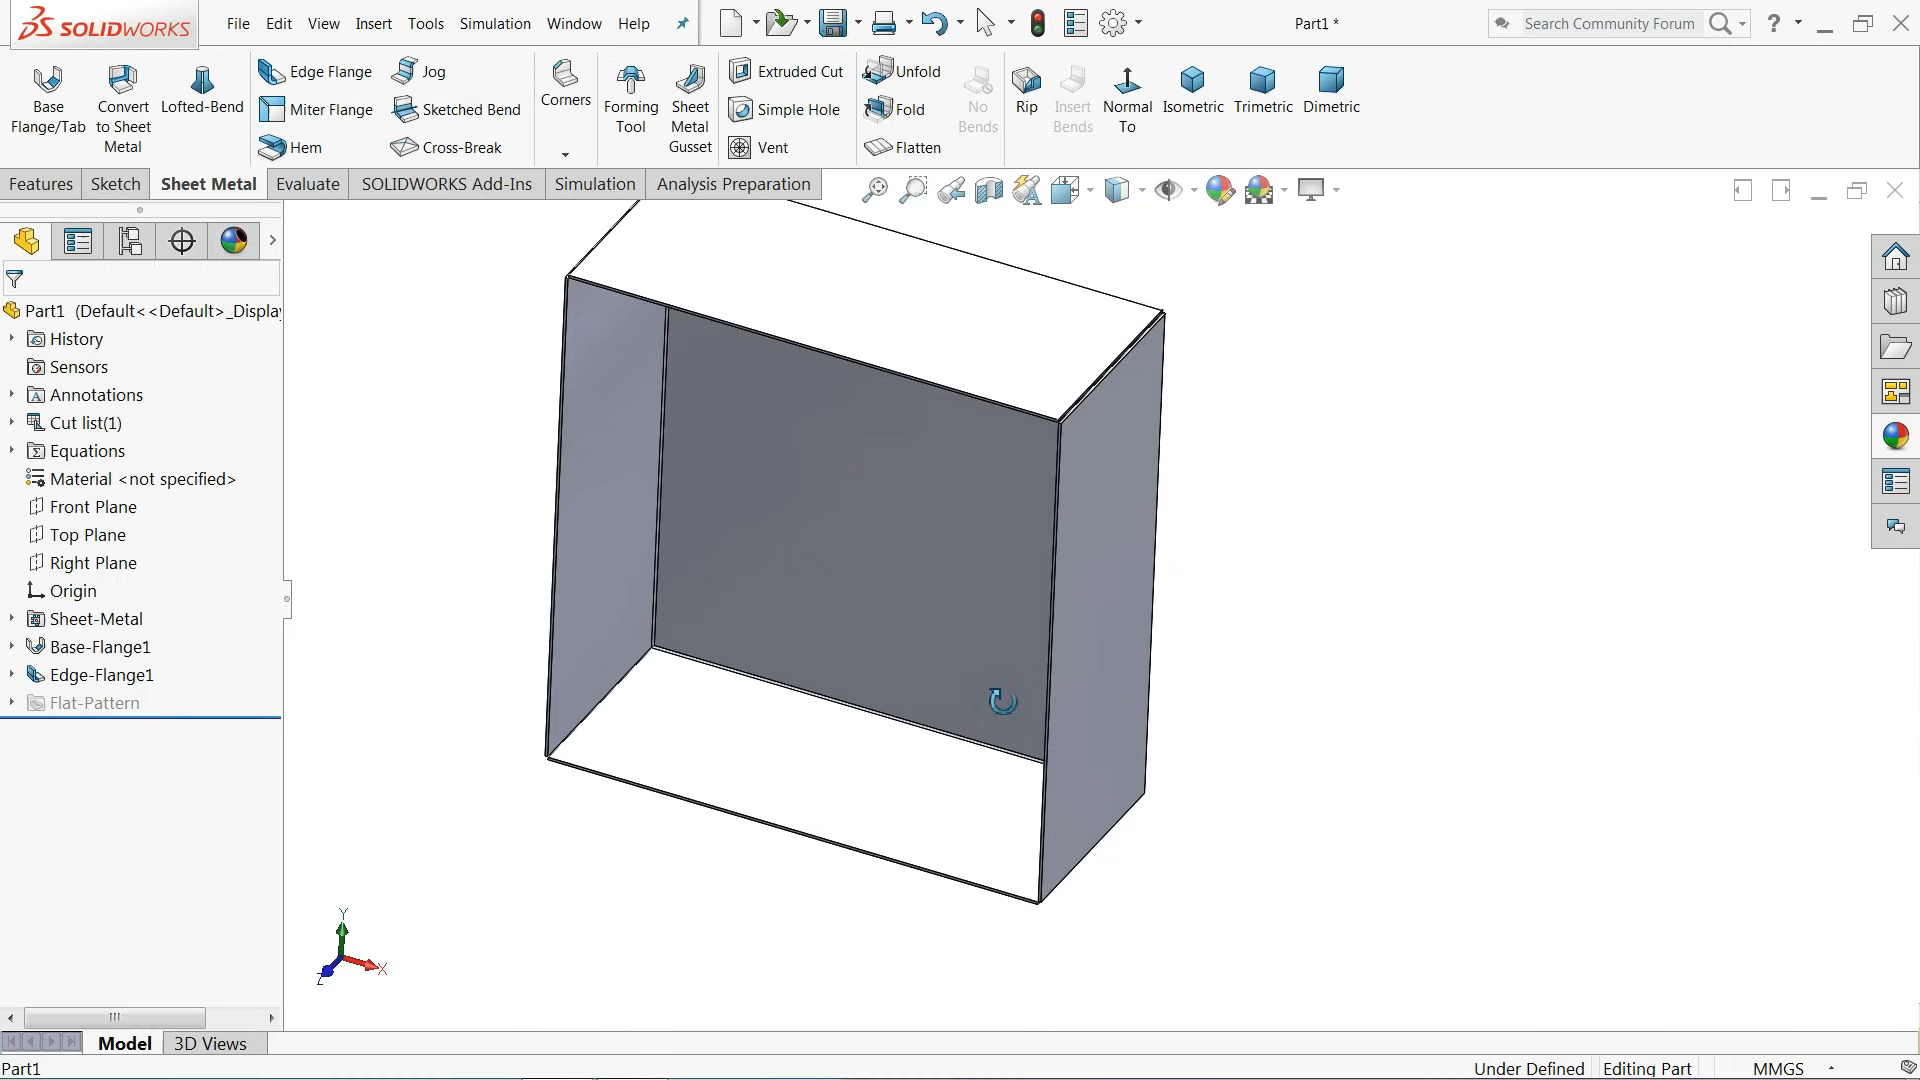 SOLIDWORKS File Edit View Insert Tools Simulation Window Help Part1 * Search Community Forum ?
Base Flange/Tab
Convert to Sheet Metal
Lofted-Bend
Edge Flange
Miter Flange
Hem
Jog
Sketched Bend
Cross-Break
Corners
Forming Tool
Sheet Metal Gusset
Extruded Cut
Simple Hole
Vent
Unfold
Fold
Flatten
No Bends
Rip
Insert Bends
Normal To
Isometric
Trimetric
Dimetric
Features Sketch Sheet Metal Evaluate SOLIDWORKS Add-Ins Simulation Analysis Preparation
Part1 (Default<<Default>_Displa
History
Sensors
Annotations
Cut list(1)
Equations
Material <not specified>
Front Plane
Top Plane
Right Plane
Origin
Sheet-Metal
Base-Flange1
Edge-Flange1
Flat-Pattern
Y
X
Z
Model 3D Views
Part1 Under Defined Editing Part MMGS